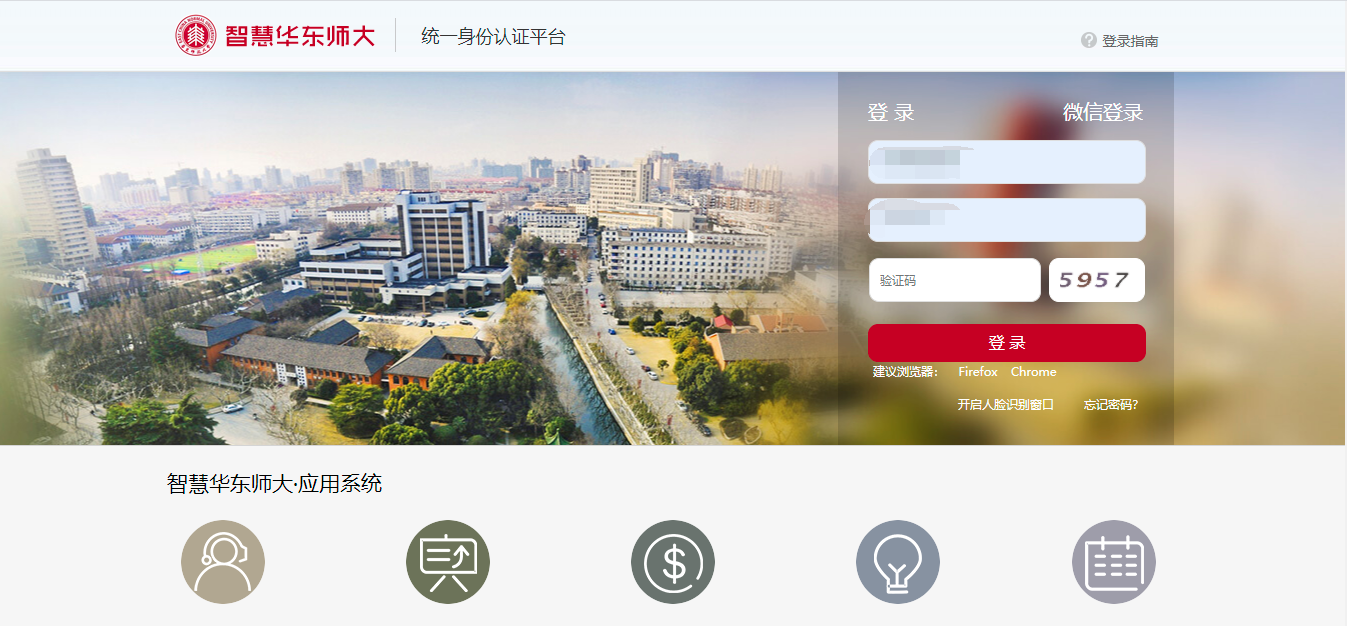 智慧华东师大 统一身份认证平台
登录指南
登 录 微信登录
验证码 5957
登 录
建议浏览器: Firefox Chrome
开启人脸识别窗口 忘记密码?
智慧华东师大·应用系统